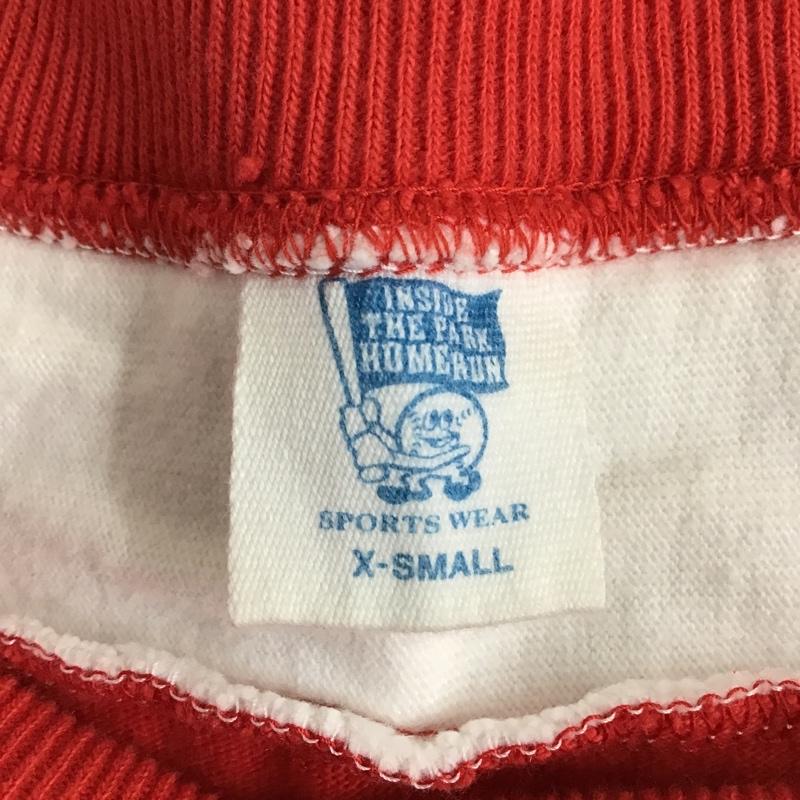 INSIDE
THE PARK
HOMERUN
SPORTS WEAR
X-SMALL